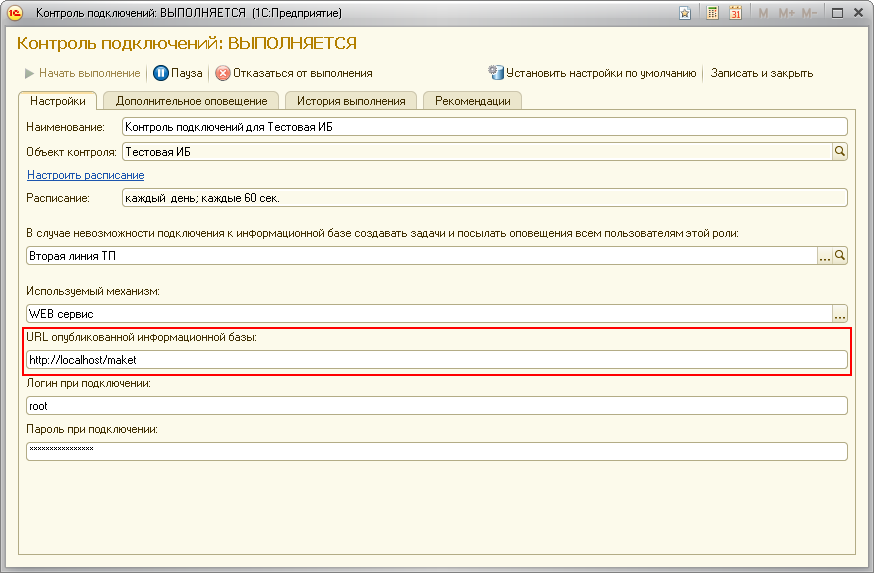 Контроль подключений: ВЫПОЛНЯЕТСЯ (1С:Предприятие)
31 M M+ M-
Контроль подключений: ВЫПОЛНЯЕТСЯ
Начать выполнение Пауза Отказаться от выполнения Установить настройки по умолчанию Записать и закрыть
Настройки Дополнительное оповещение История выполнения Рекомендации
Наименование: Контроль подключений для Тестовая ИБ
Объект контроля: Тестовая ИБ
Настроить расписание
Расписание: каждый день; каждые 60 сек.
В случае невозможности подключения к информационной базе создавать задачи и посылать оповещения всем пользователям этой роли:
Вторая линия ТП ...
Используемый механизм:
WEB сервис ...
URL опубликованной информационной базы:
http://localhost/maket
Логин при подключении:
root
Пароль при подключении:
****************